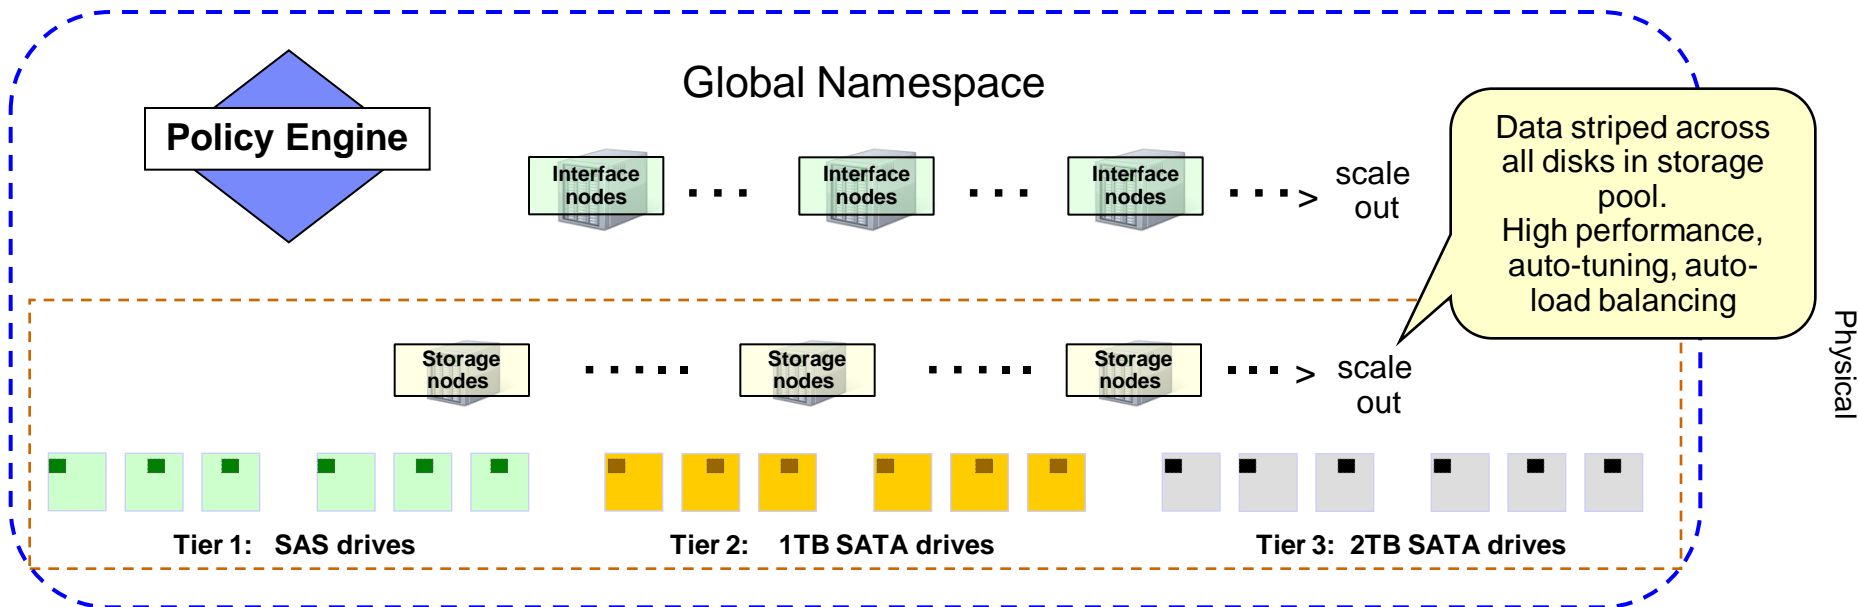 Global Namespace
Policy Engine
Interface
nodes
Interface
nodes
Interface
nodes
>
scale
out
Data striped across
all disks in storage
pool.
High performance,
auto-tuning, auto-
load balancing
Physical
Storage
nodes
Storage
nodes
Storage
nodes
>
scale
out
Tier 1: SAS drives
Tier 2: 1TB SATA drives
Tier 3: 2TB SATA drives